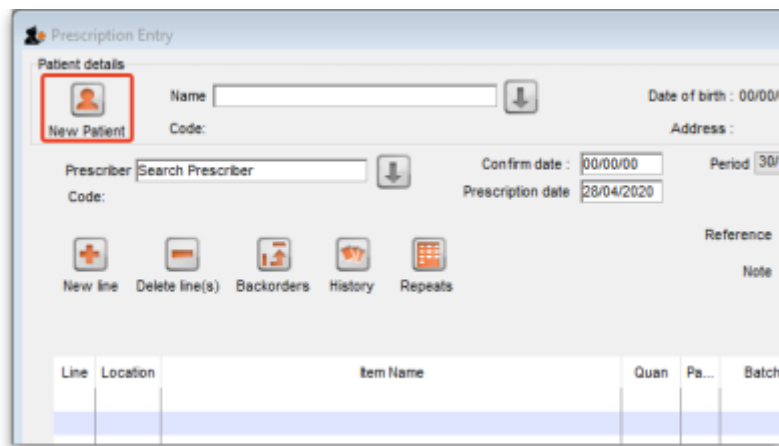 Prescription Entry
Patient details
Name
Date of birth : 00/00/
New Patient
Code:
Address :
Prescriber Search Prescriber
Confirm date : 00/00/00
Period 30/
Code:
Prescription date 28/04/2020
Reference
Note
New line Delete line(s) Backorders History Repeats
Line Location Item Name Quan Pa... Batch